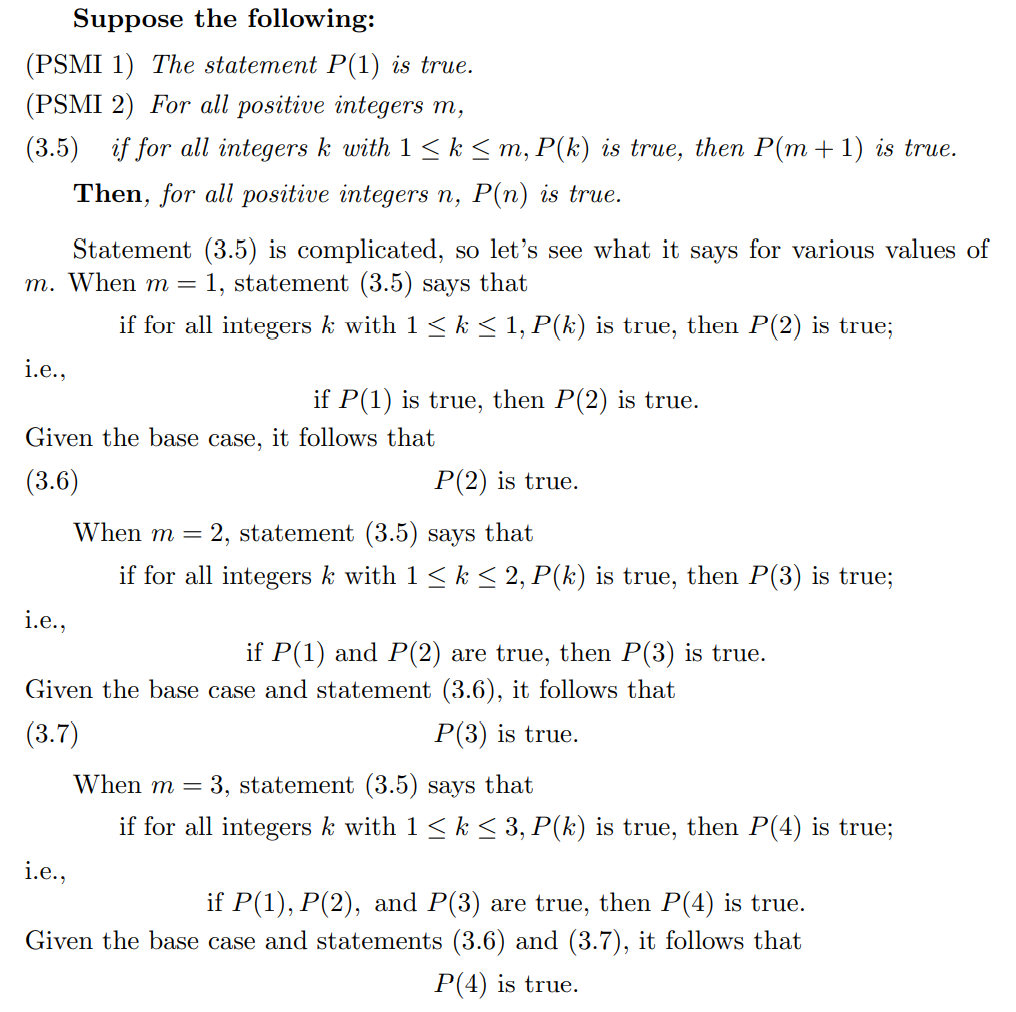 Suppose the following:
(PSMI 1) The statement P(1) is true.
(PSMI 2) For all positive integers m,
(3.5) if for all integers k with 1 ≤ k ≤ m, P(k) is true, then P(m + 1) is true.
Then, for all positive integers n, P(n) is true.
Statement (3.5) is complicated, so let's see what it says for various values of
m. When m = 1, statement (3.5) says that
if for all integers k with 1 ≤ k ≤ 1, P(k) is true, then P(2) is true;
i.e.,
if P(1) is true, then P(2) is true.
Given the base case, it follows that
(3.6) P(2) is true.
When m = 2, statement (3.5) says that
if for all integers k with 1 ≤ k ≤ 2, P(k) is true, then P(3) is true;
i.e.,
if P(1) and P(2) are true, then P(3) is true.
Given the base case and statement (3.6), it follows that
(3.7) P(3) is true.
When m = 3, statement (3.5) says that
if for all integers k with 1 ≤ k ≤ 3, P(k) is true, then P(4) is true;
i.e.,
if P(1), P(2), and P(3) are true, then P(4) is true.
Given the base case and statements (3.6) and (3.7), it follows that
P(4) is true.